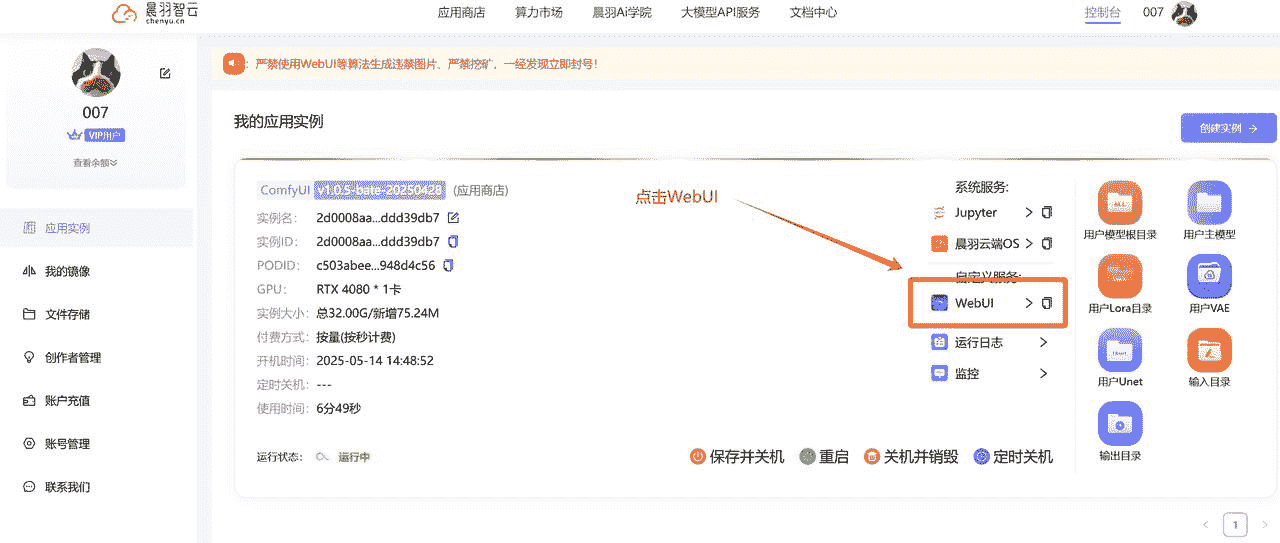 晨羽智云
chenyu.cn
应用商店 算力市场 晨羽Ai学院 大模型API服务 文档中心
控制台 007
严禁使用WebUI等算法生成违禁图片、严禁挖矿，一经发现立即封号！
007
VIP用户
查看余额
应用实例
我的镜像
文件存储
创作者管理
账户充值
账号管理
联系我们
我的应用实例
创建实例 →
ComfyUI v1.0.5-bate-20250428 (应用商店)
实例名： 2d0008aa...ddd39db7
实例ID： 2d0008aa...ddd39db7
PODID： c503abee...948d4c56
GPU： RTX 4080 * 1卡
实例大小： 总32.00G/新增75.24M
付费方式： 按量(按秒计费)
开机时间： 2025-05-14 14:48:52
定时关机： ---
使用时间： 6分49秒
运行状态： 运行中
点击WebUI
系统服务:
Jupyter
晨羽云端OS
自定义服务:
WebUI
运行日志
监控
保存并关机 重启 关机并销毁 定时关机
用户模型根目录 用户主模型
用户Lora目录 用户VAE
用户Unet 输入目录
输出目录
< 1 >